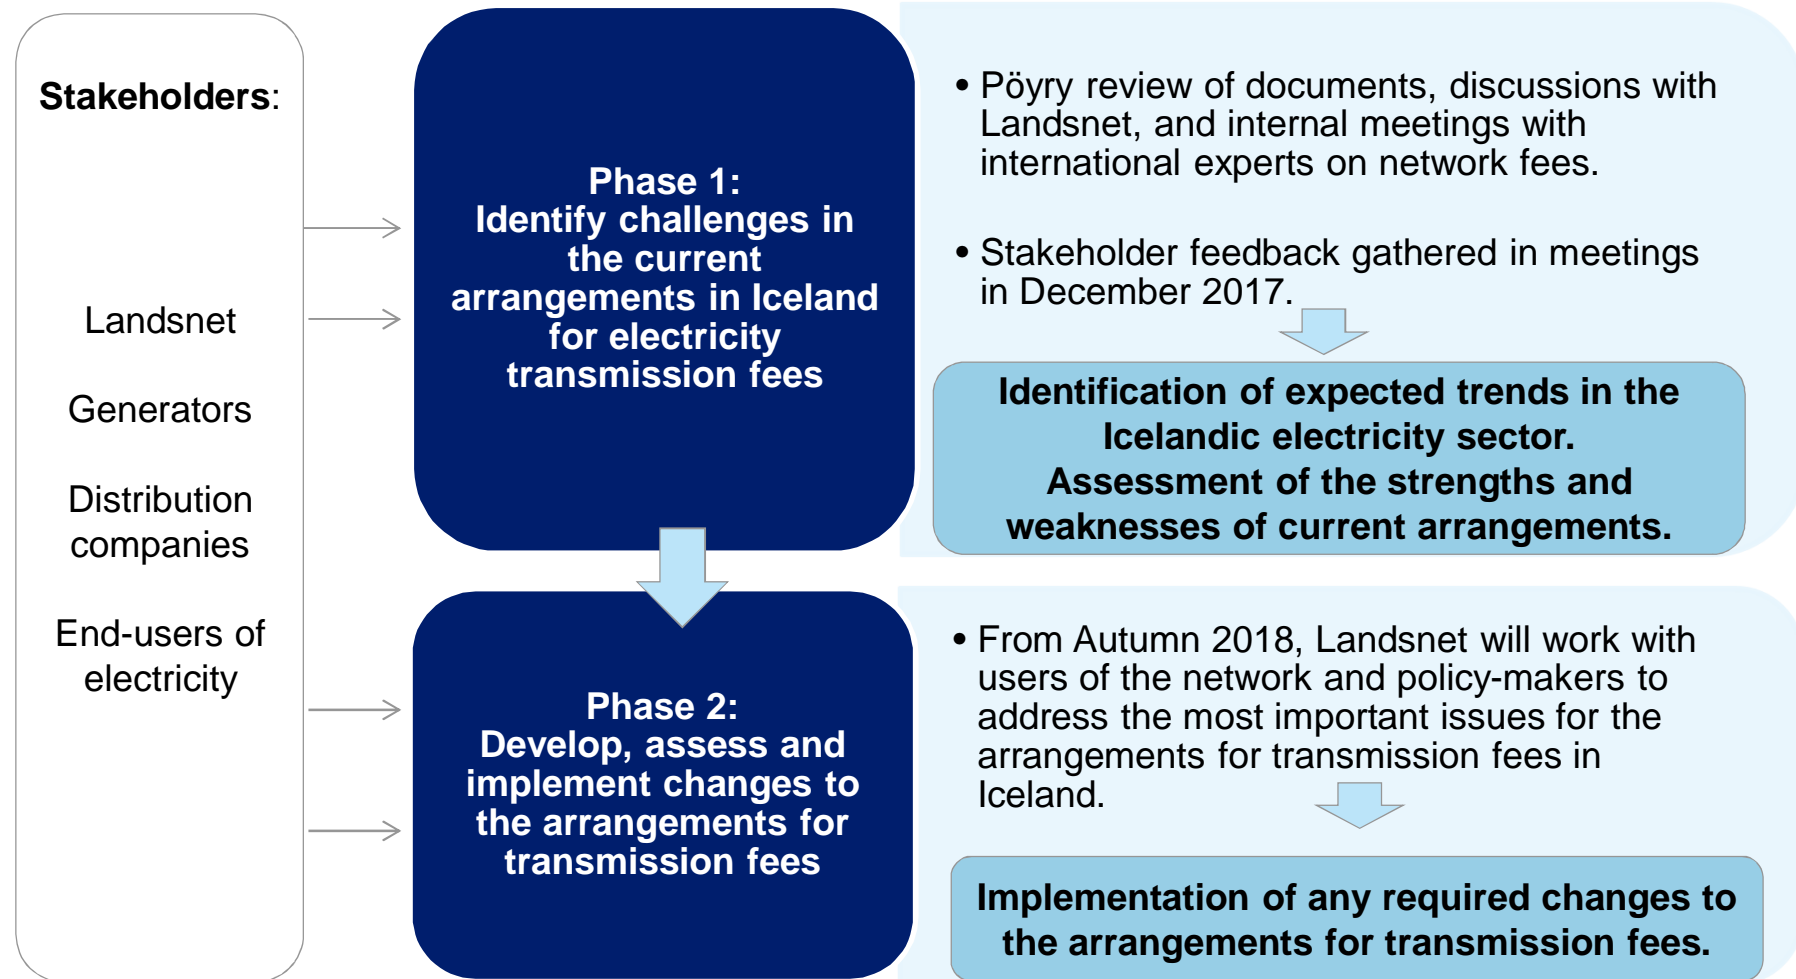 Stakeholders:
Landsnet
Generators
Distribution
companies
End-users of
electricity
Phase 1:
Identify challenges in
the current
arrangements in Iceland
for electricity
transmission fees
• Pöyry review of documents, discussions with
Landsnet, and internal meetings with
international experts on network fees.
• Stakeholder feedback gathered in meetings
in December 2017.
Identification of expected trends in the
Icelandic electricity sector.
Assessment of the strengths and
weaknesses of current arrangements.
Phase 2:
Develop, assess and
implement changes to
the arrangements for
transmission fees
• From Autumn 2018, Landsnet will work with
users of the network and policy-makers to
address the most important issues for the
arrangements for transmission fees in
Iceland.
Implementation of any required changes to
the arrangements for transmission fees.